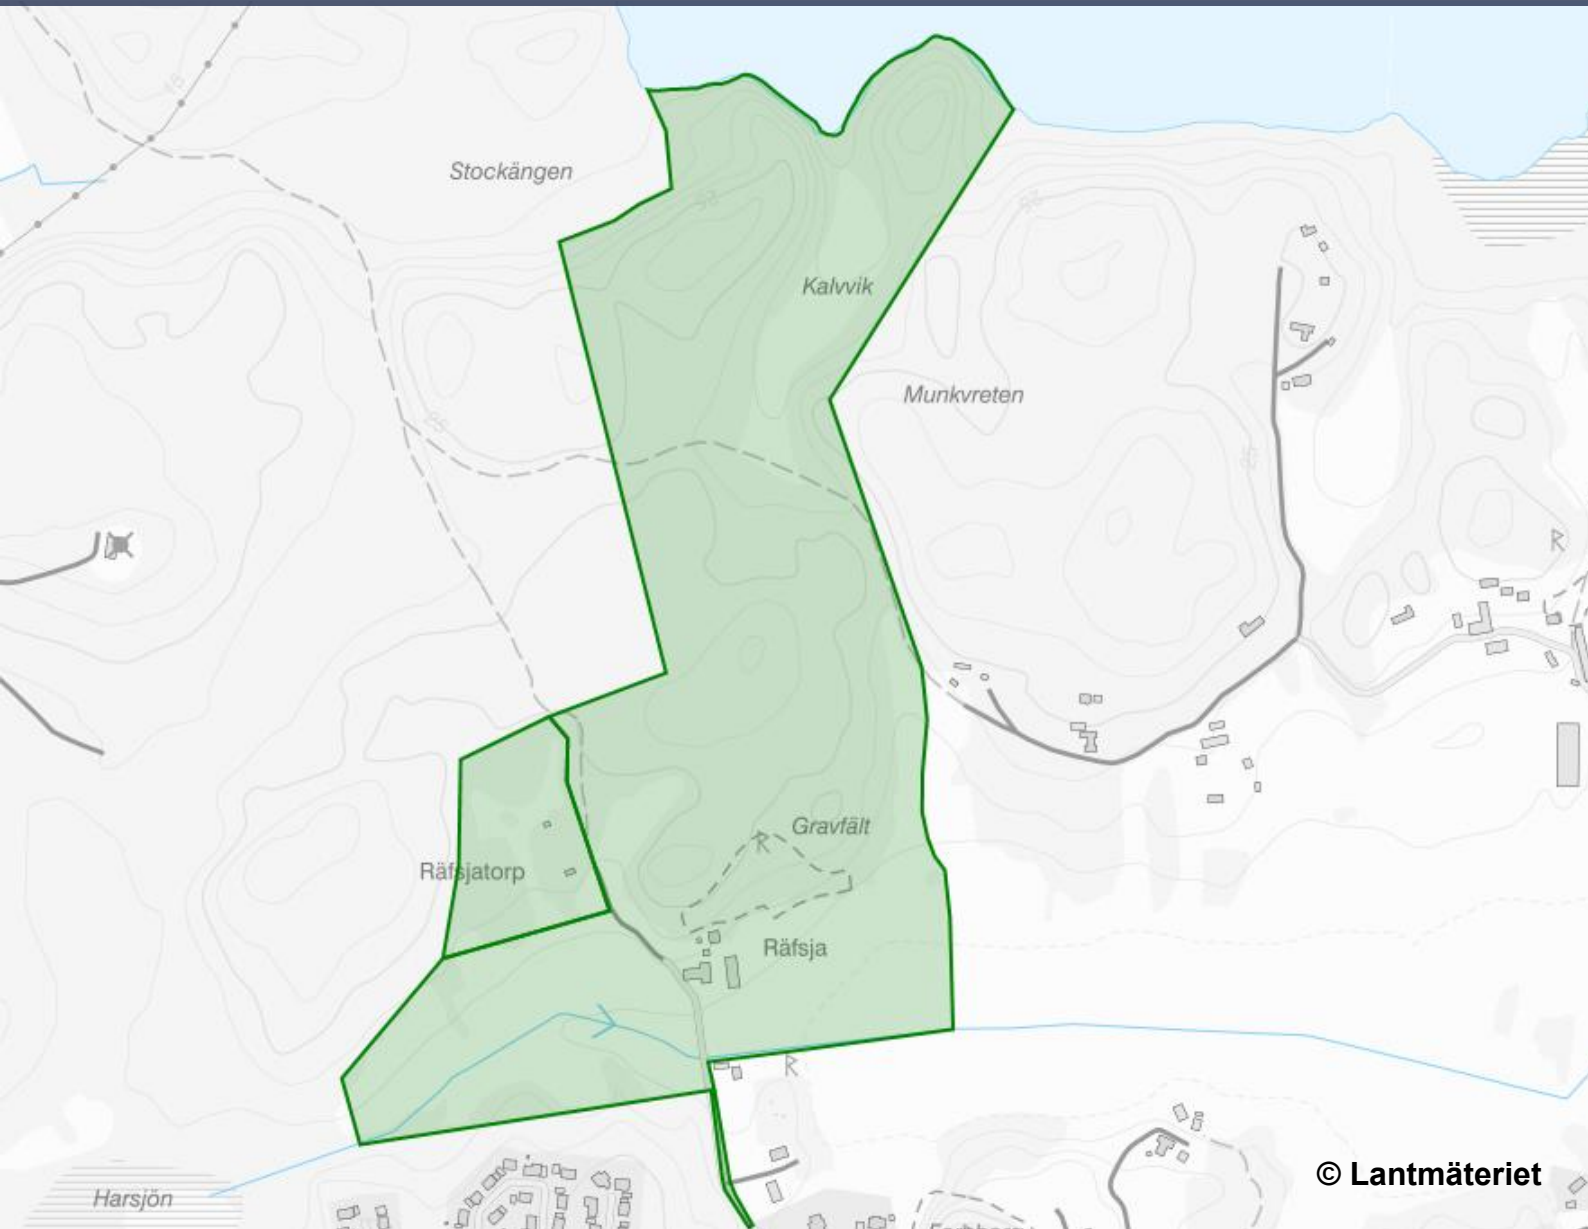 Stockängen
Kalvvik
Munkvreten
R
Gravfält
R
Räfsjatorp
Räfsja
R
© Lantmäteriet
Harsjön